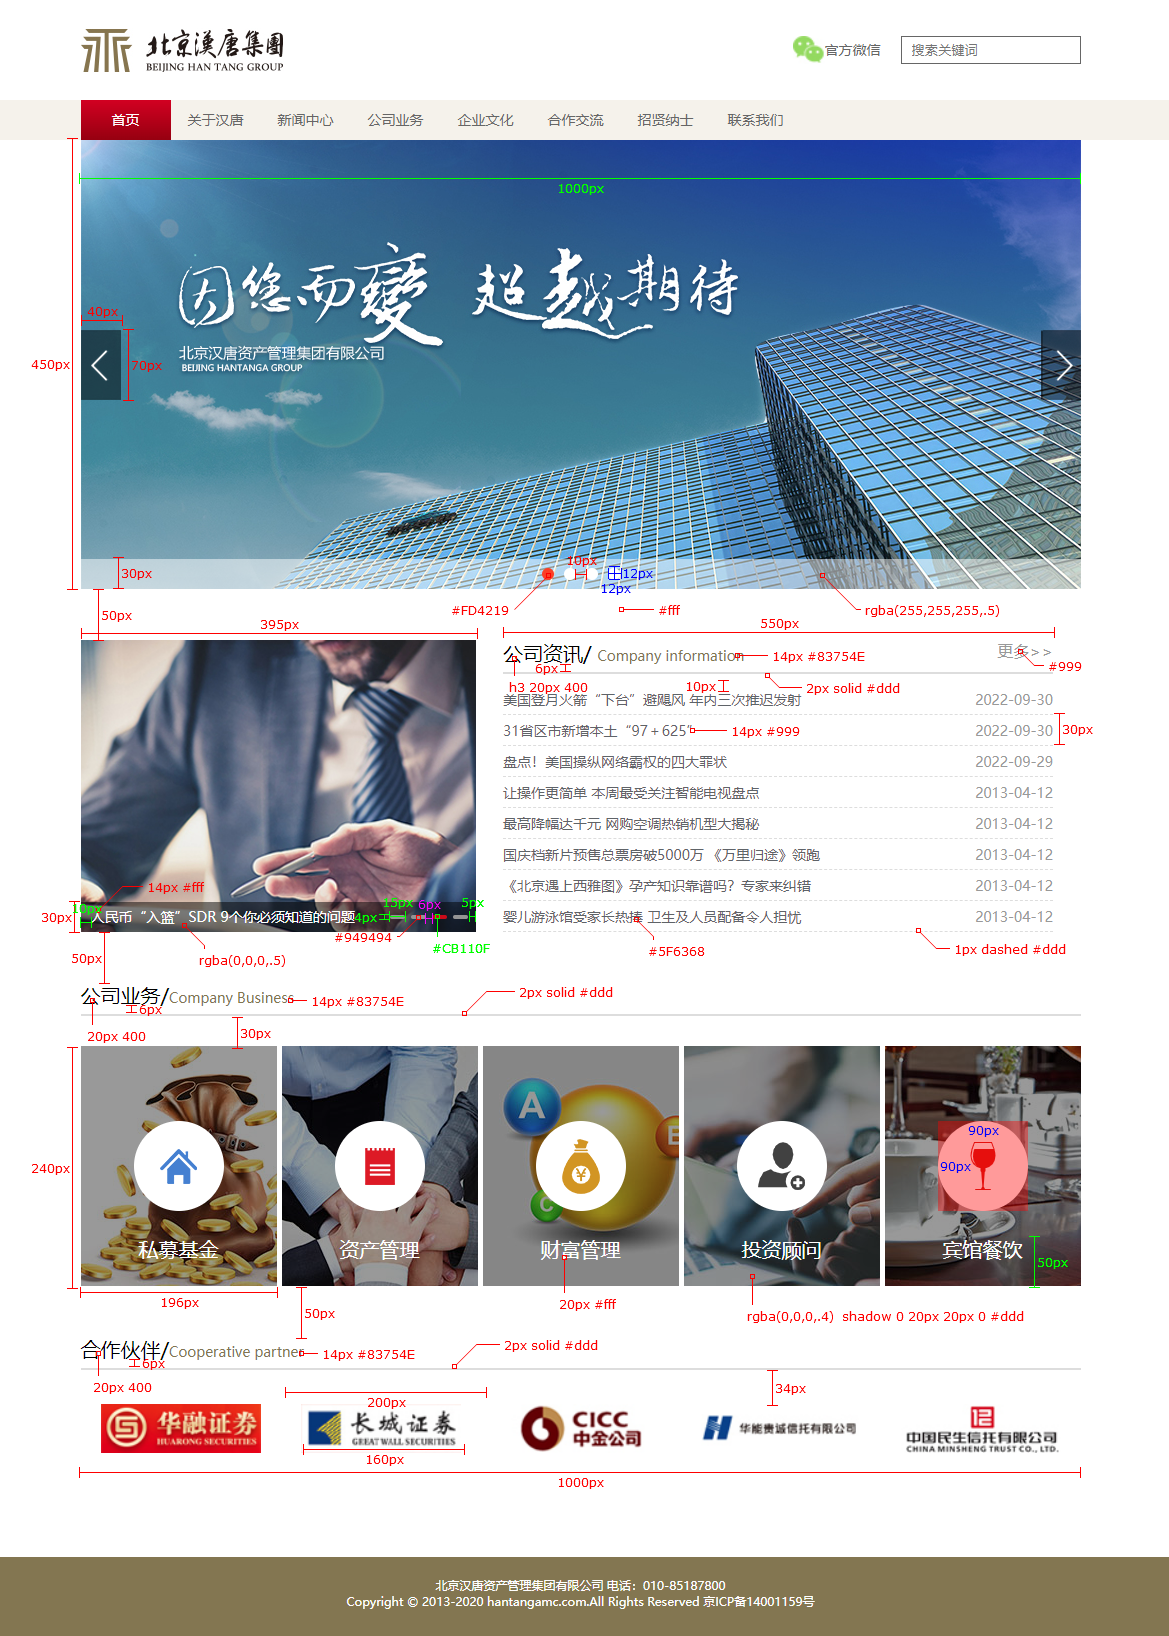 北京漢唐集團
BEIJING HAN TANG GROUP
官方微信
搜索关键词
首页 关于汉唐 新闻中心 公司业务 企业文化 合作交流 招贤纳士 联系我们
1000px
因您而變 超越期待
40px
450px
70px
北京汉唐资产管理集团有限公司
BEIJING HANTANGA GROUP
10px
30px
12px
12px
#FD4219
#fff
rgba(255,255,255,.5)
50px
395px
550px
公司资讯/ Company information
14px #83754E
更多>>
#999
6px
h3 20px 400
10px
2px solid #ddd
美国登月火箭“下台”避飓风 年内三次推迟发射 2022-09-30
31省区市新增本土“97＋625” 2022-09-30
14px #999
30px
盘点！美国操纵网络霸权的四大罪状 2022-09-29
让操作更简单 本周最受关注智能电视盘点 2013-04-12
最高降幅达千元 网购空调热销机型大揭秘 2013-04-12
国庆档新片预售总票房破5000万 《万里归途》领跑 2013-04-12
《北京遇上西雅图》孕产知识靠谱吗？专家来纠错 2013-04-12
婴儿游泳馆受家长热捧 卫生及人员配备令人担忧 2013-04-12
14px #fff
10px
15px
6px
5px
30px
人民币“入篮”SDR 9个你必须知道的问题
4px
#949494
#CB110F
#5F6368
1px dashed #ddd
50px
rgba(0,0,0,.5)
公司业务/Company Business
14px #83754E
2px solid #ddd
6px
20px 400
30px
A
B
C
90px
90px
240px
私募基金 资产管理 财富管理 投资顾问 宾馆餐饮
50px
196px
50px
20px #fff
rgba(0,0,0,.4) shadow 0 20px 20px 0 #ddd
合作伙伴/Cooperative partner
14px #83754E
2px solid #ddd
6px
20px 400
34px
200px
华融证券
HUARONG SECURITIES
长城证券
GREAT WALL SECURITIES
CICC
中金公司
华能贵诚信托有限公司
中国民生信托有限公司
CHINA MINSHENG TRUST CO., LTD.
160px
1000px
北京汉唐资产管理集团有限公司 电话：010-85187800
Copyright © 2013-2020 hantangamc.com.All Rights Reserved 京ICP备14001159号